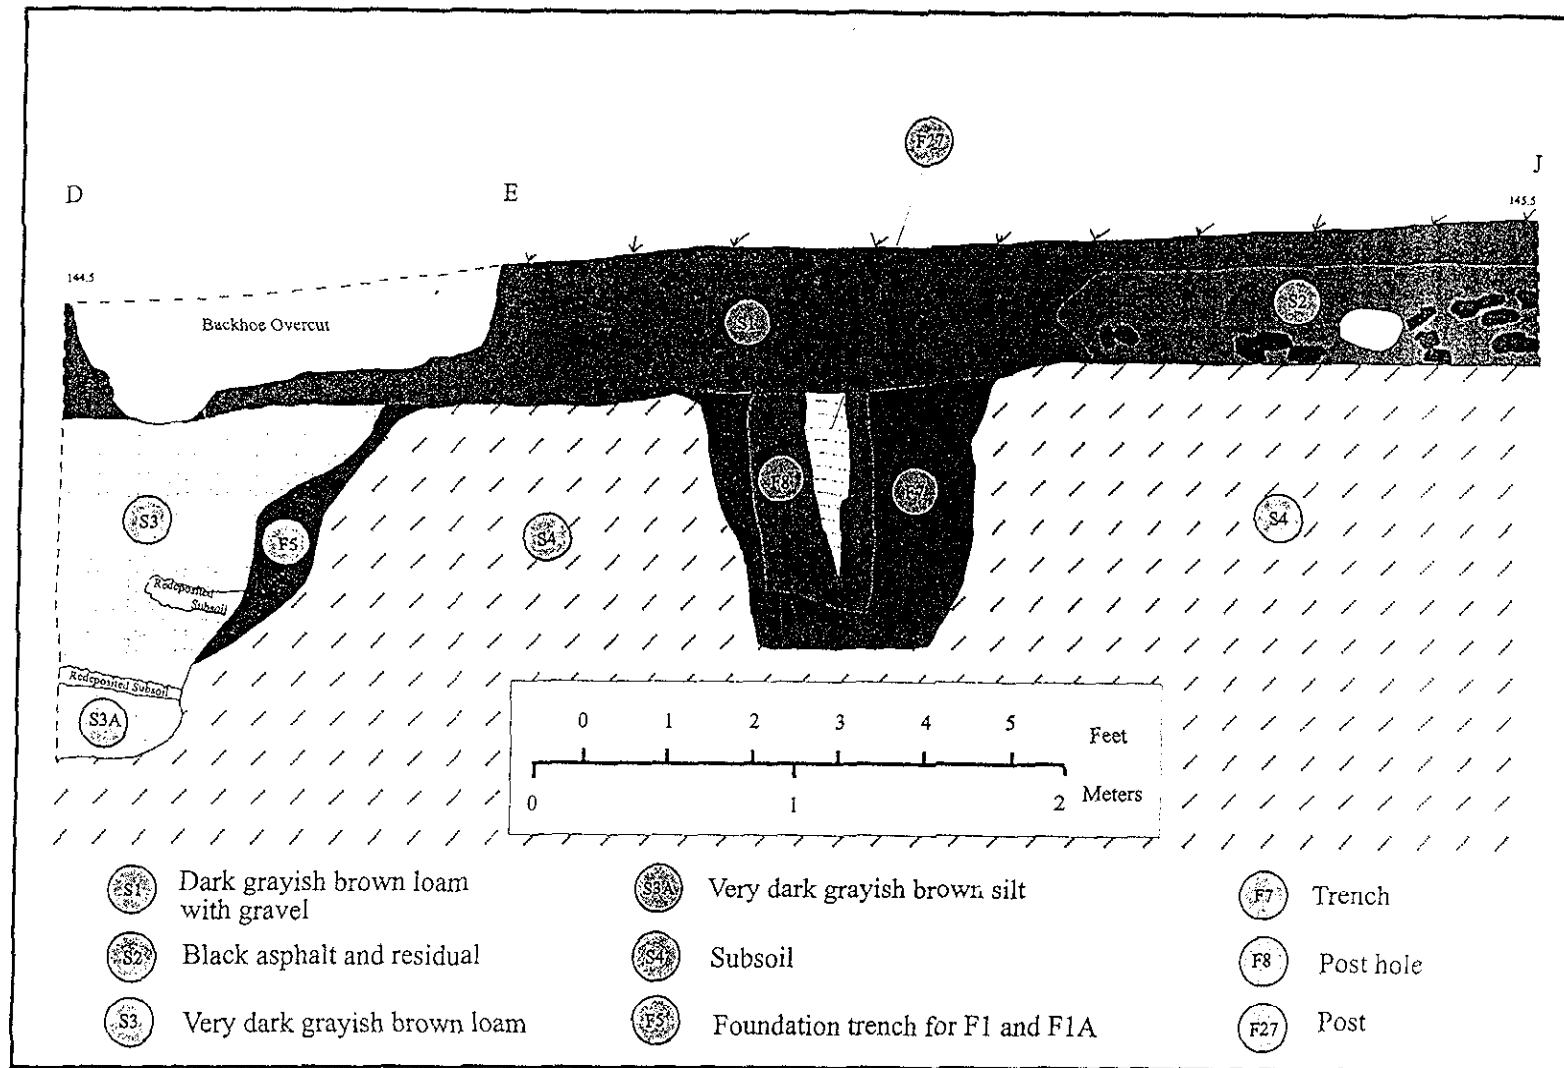 F27
D
E
J
145.5
144.5
Backhoe Overcut
S1
S2
F8
F7
S3
F5
S4
S4
Redeposited
Subsoil
Redeposited Subsoil
S3A
0 1 2 3 4 5
Feet
0 1 2 Meters
S1 Dark grayish brown loam
with gravel
S2 Black asphalt and residual
S3 Very dark grayish brown loam
S3A Very dark grayish brown silt
S4 Subsoil
F5 Foundation trench for F1 and F1A
F7 Trench
F8 Post hole
F27 Post